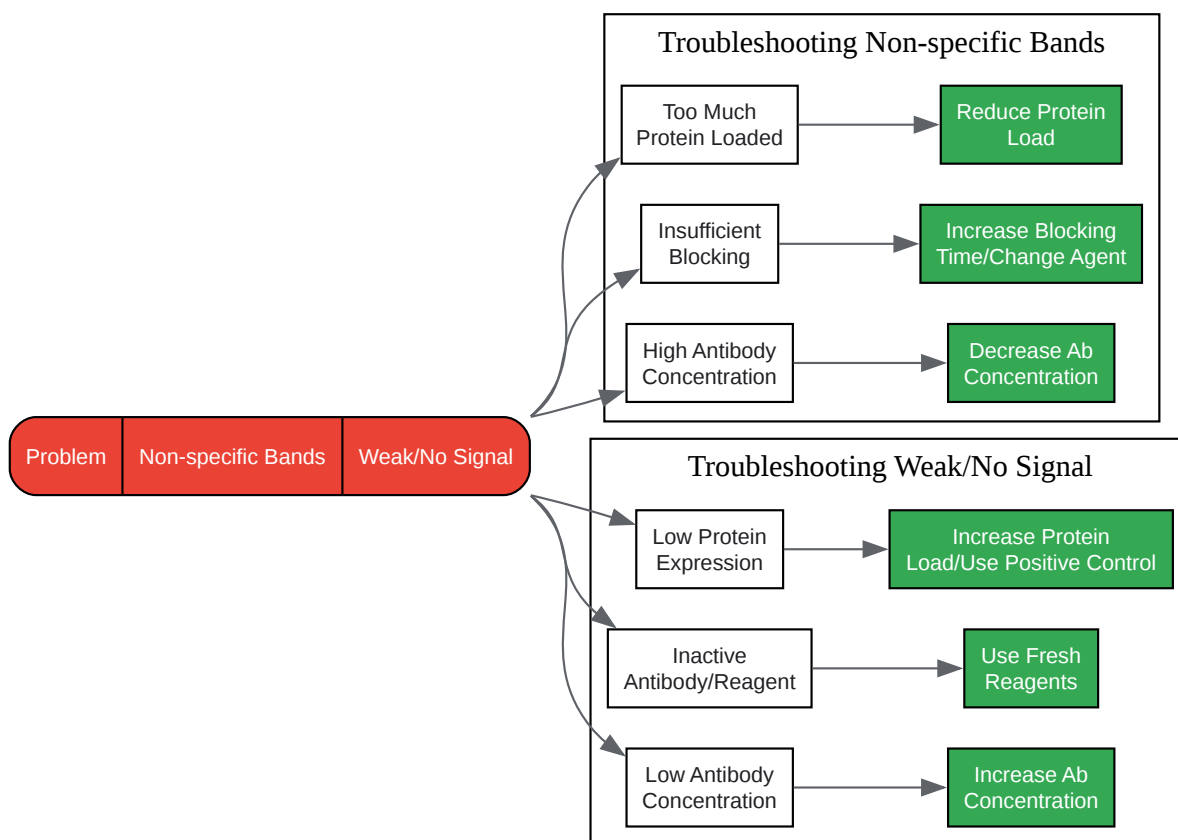 Troubleshooting Non-specific Bands
Too Much
Protein Loaded
Reduce Protein
Load
Insufficient
Blocking
Increase Blocking
Time/Change Agent
High Antibody
Concentration
Decrease Ab
Concentration
Problem
Non-specific Bands
Weak/No Signal
Troubleshooting Weak/No Signal
Low Protein
Expression
Increase Protein
Load/Use Positive Control
Inactive
Antibody/Reagent
Use Fresh
Reagents
Low Antibody
Concentration
Increase Ab
Concentration